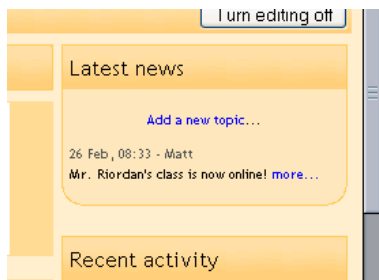 Turn editing off
Latest news
Add a new topic...
26 Feb, 08:33 - Matt
Mr. Riordan's class is now online! more...
Recent activity